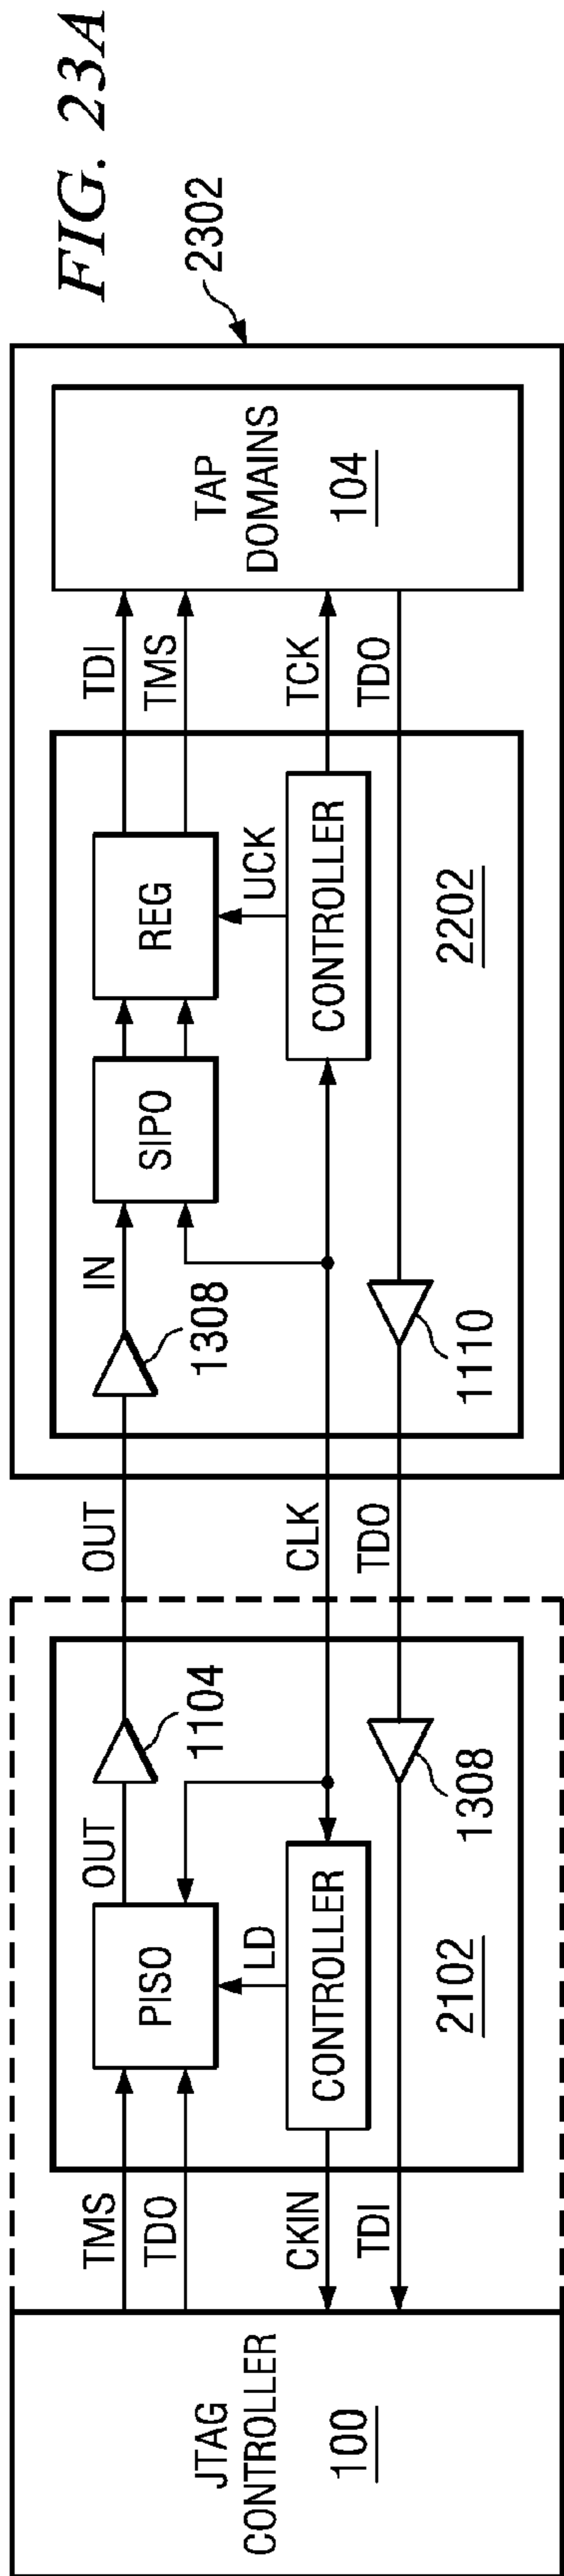 FIG. 23A
2302
JTAG
CONTROLLER
100
TMS
TDO
CKIN
TDI
PISO
LD
CONTROLLER
2102
OUT
1104
1308
OUT
CLK
TDO
IN
1308
SIPO
REG
UCK
CONTROLLER
2202
1110
TDI
TMS
TCK
TDO
TAP
DOMAINS
104